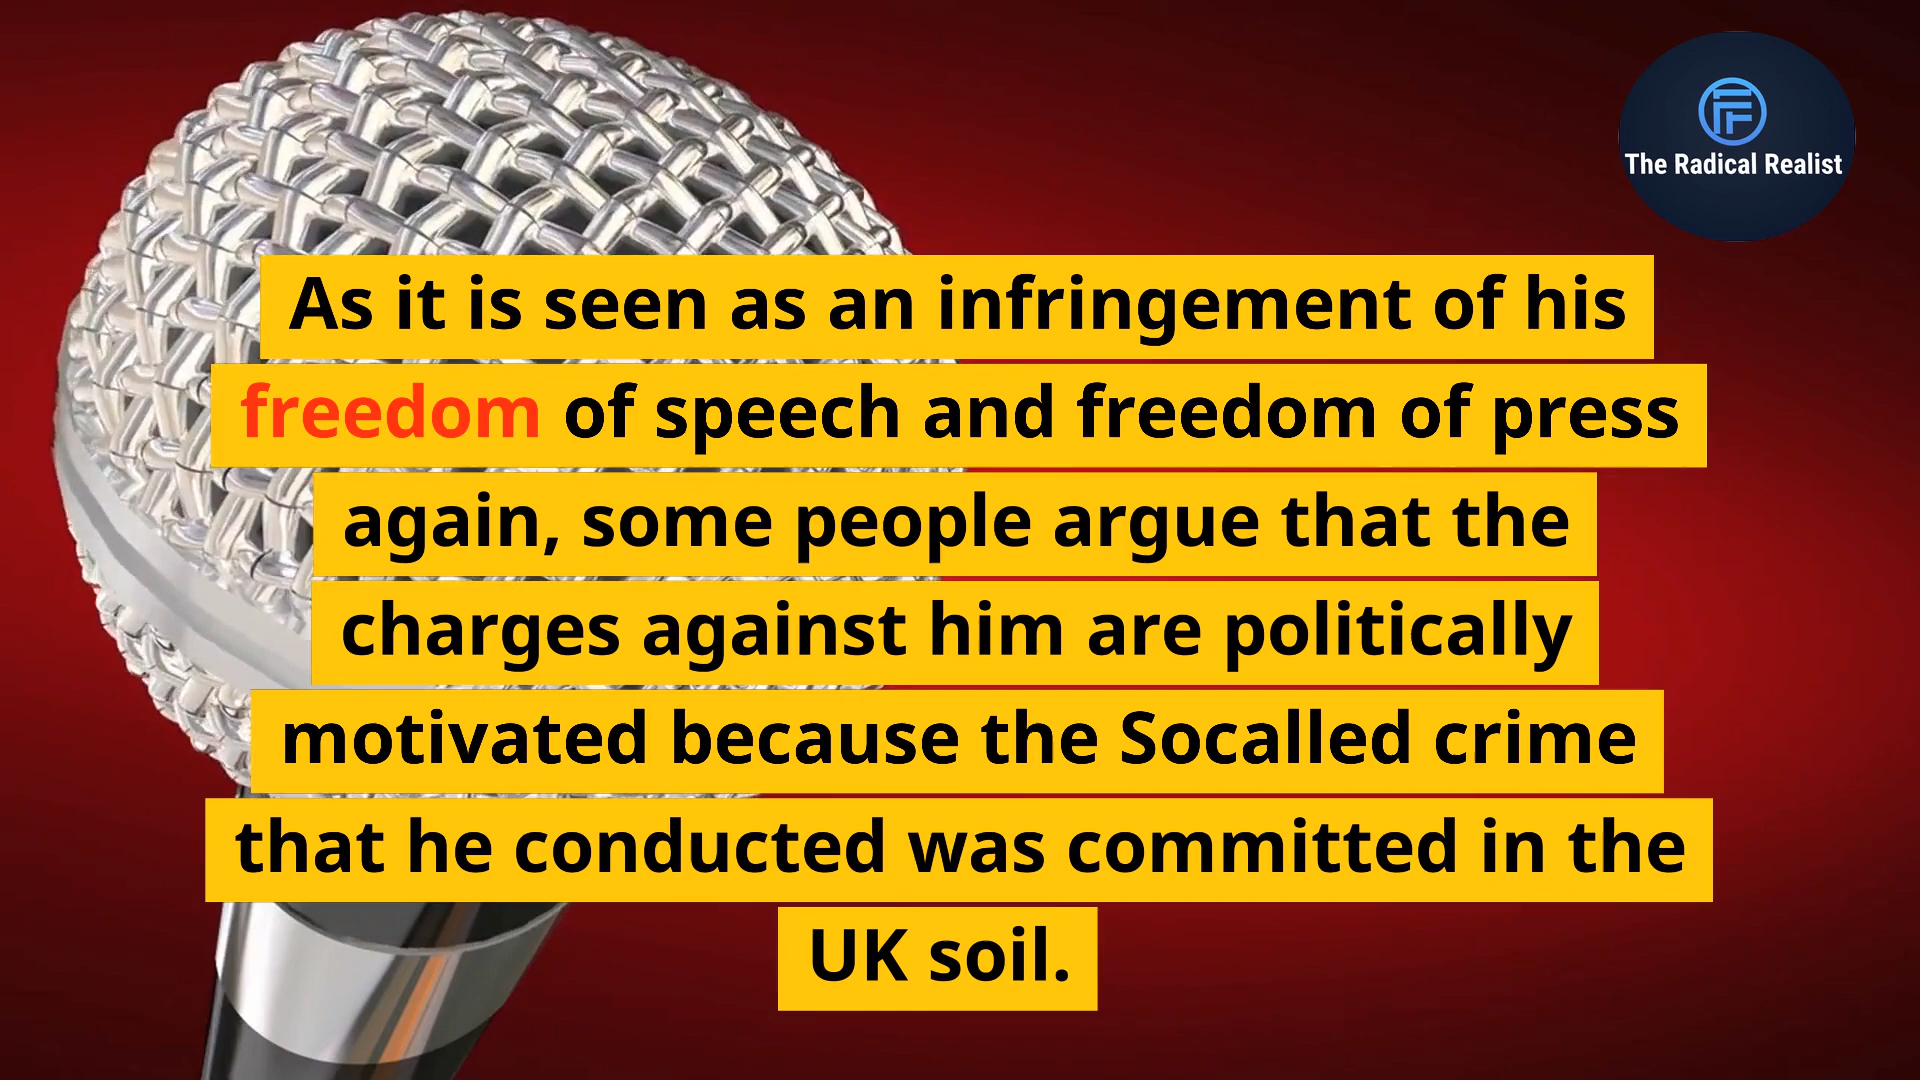 The Radical Realist
As it is seen as an infringement of his
freedom of speech and freedom of press
again, some people argue that the
charges against him are politically
motivated because the Socalled crime
that he conducted was committed in the
UK soil.